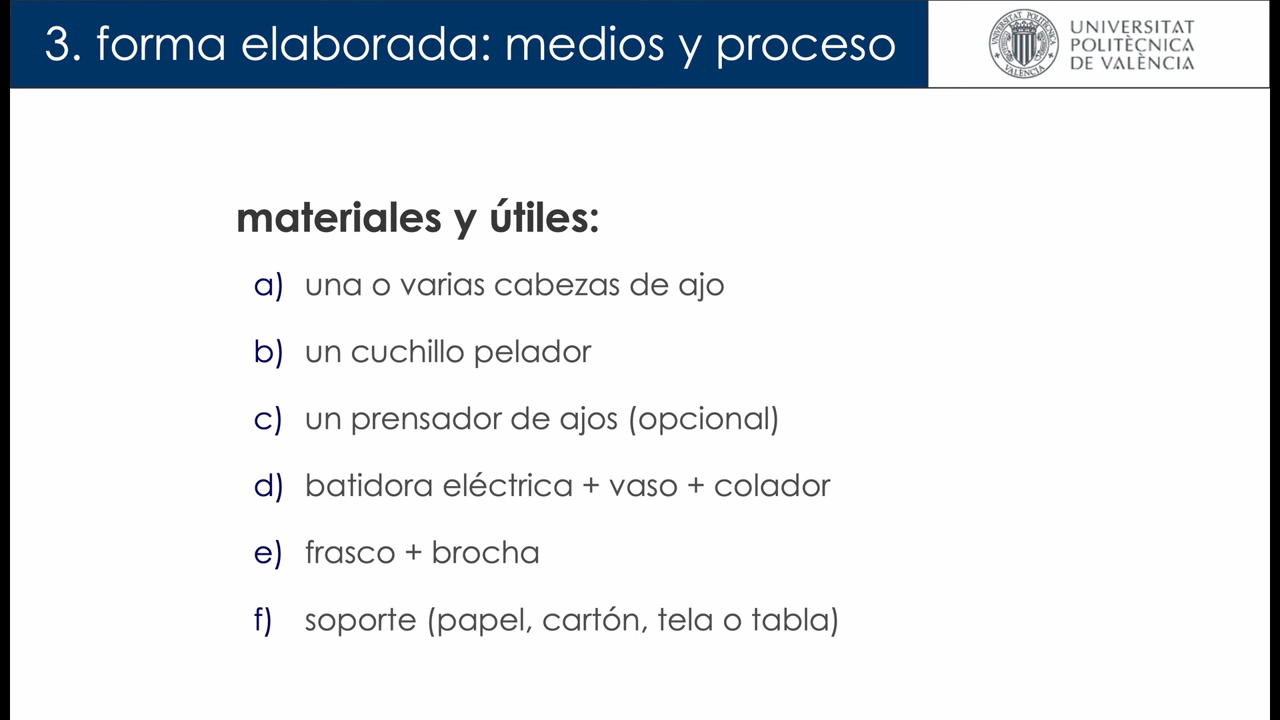 3. forma elaborada: medios y proceso
UNIVERSITAT
POLITÈCNICA
DE VALÈNCIA
materiales y útiles:
a) una o varias cabezas de ajo
b) un cuchillo pelador
c) un prensador de ajos (opcional)
d) batidora eléctrica + vaso + colador
e) frasco + brocha
f) soporte (papel, cartón, tela o tabla)